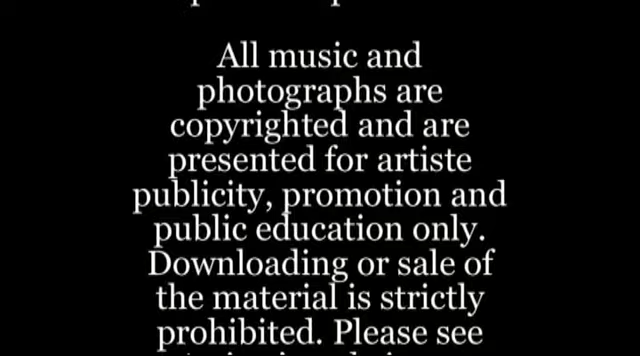 All music and
photographs are
copyrighted and are
presented for artiste
publicity, promotion and
public education only.
Downloading or sale of
the material is strictly
prohibited. Please see